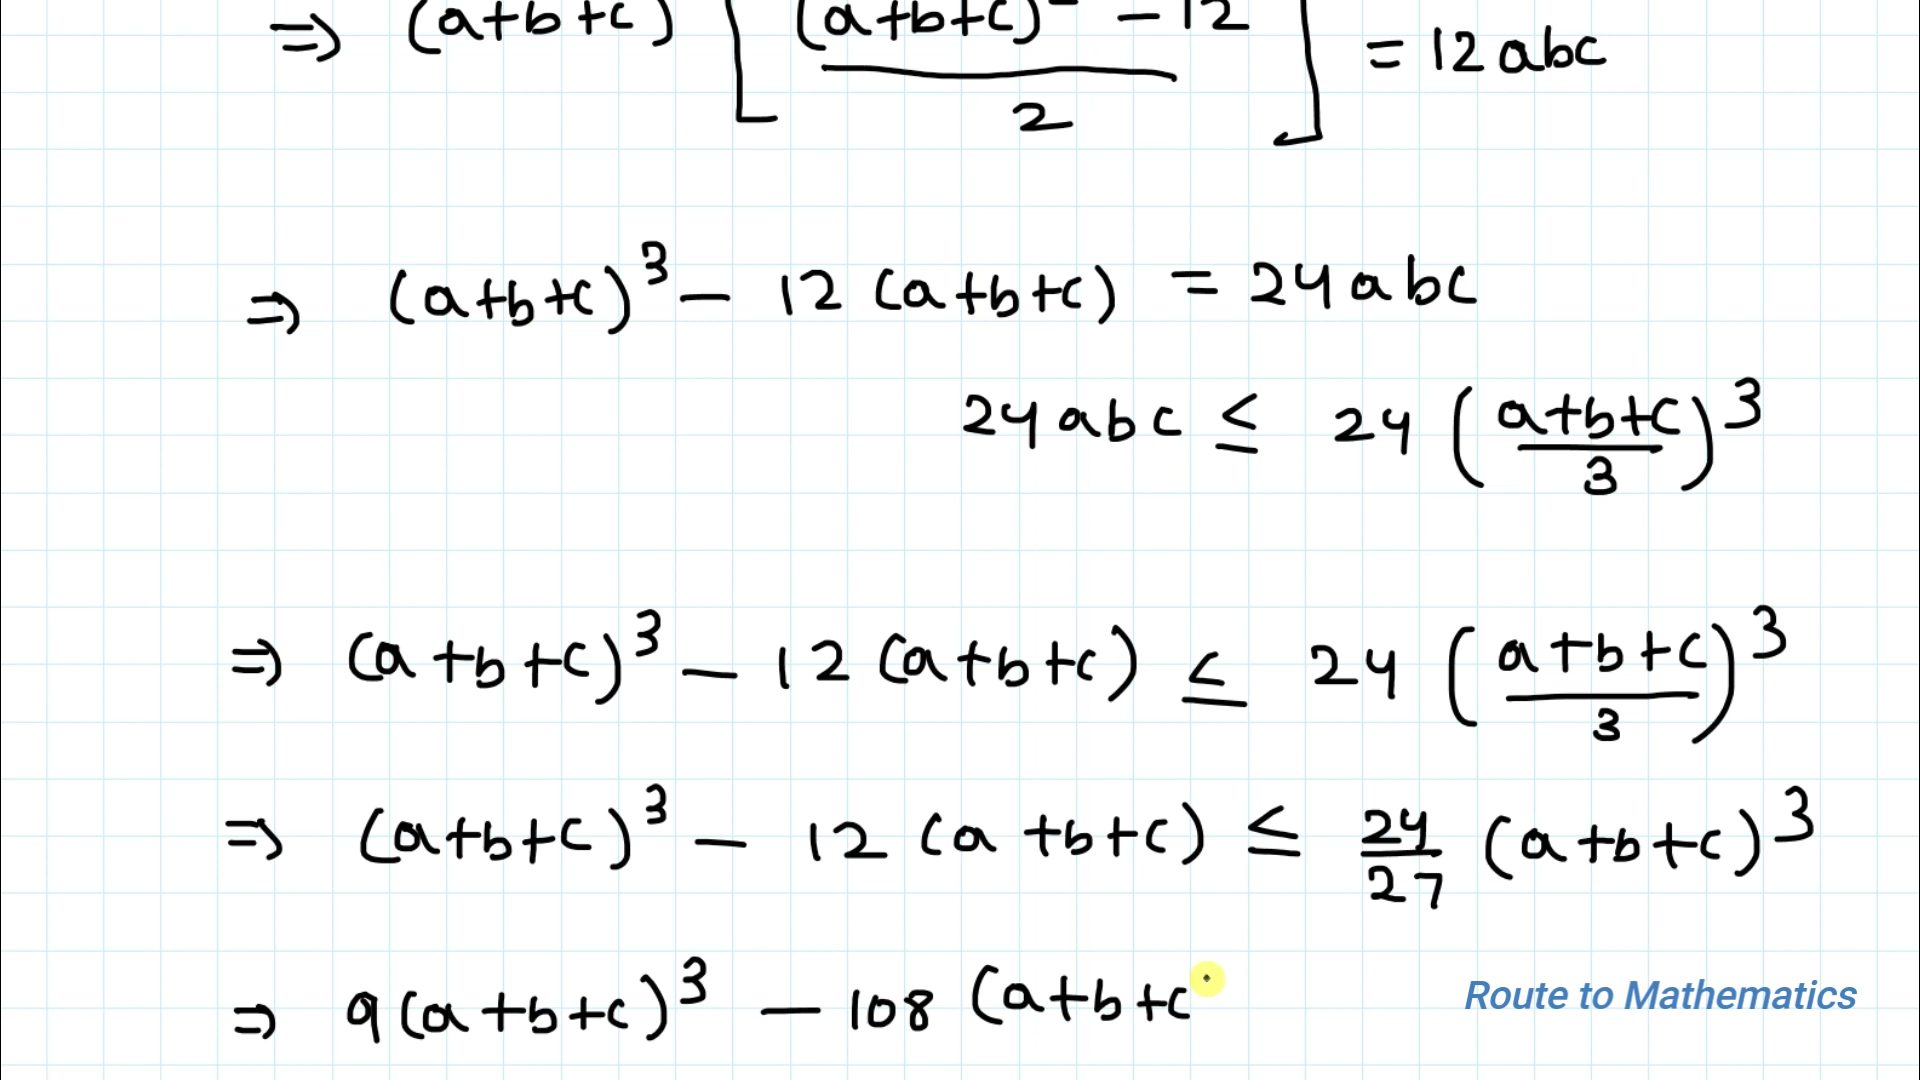 ⇒ (a+b+c) [ ((a+b+c)² - 12) / 2 ] = 12abc
⇒ (a+b+c)³ - 12 (a+b+c) = 24abc
24abc ≤ 24 ((a+b+c)/3)³
⇒ (a+b+c)³ - 12 (a+b+c) ≤ 24 ((a+b+c)/3)³
⇒ (a+b+c)³ - 12 (a+b+c) ≤ 24/27 (a+b+c)³
⇒ 9(a+b+c)³ - 108 (a+b+c
Route to Mathematics